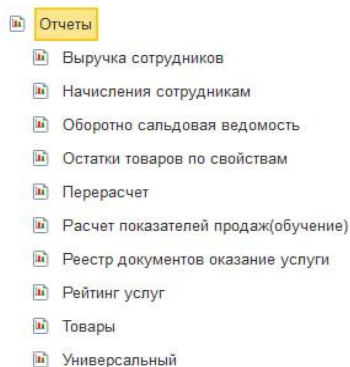 Отчеты
Выручка сотрудников
Начисления сотрудникам
Оборотно сальдовая ведомость
Остатки товаров по свойствам
Перерасчет
Расчет показателей продаж(обучение)
Реестр документов оказание услуги
Рейтинг услуг
Товары
Универсальный